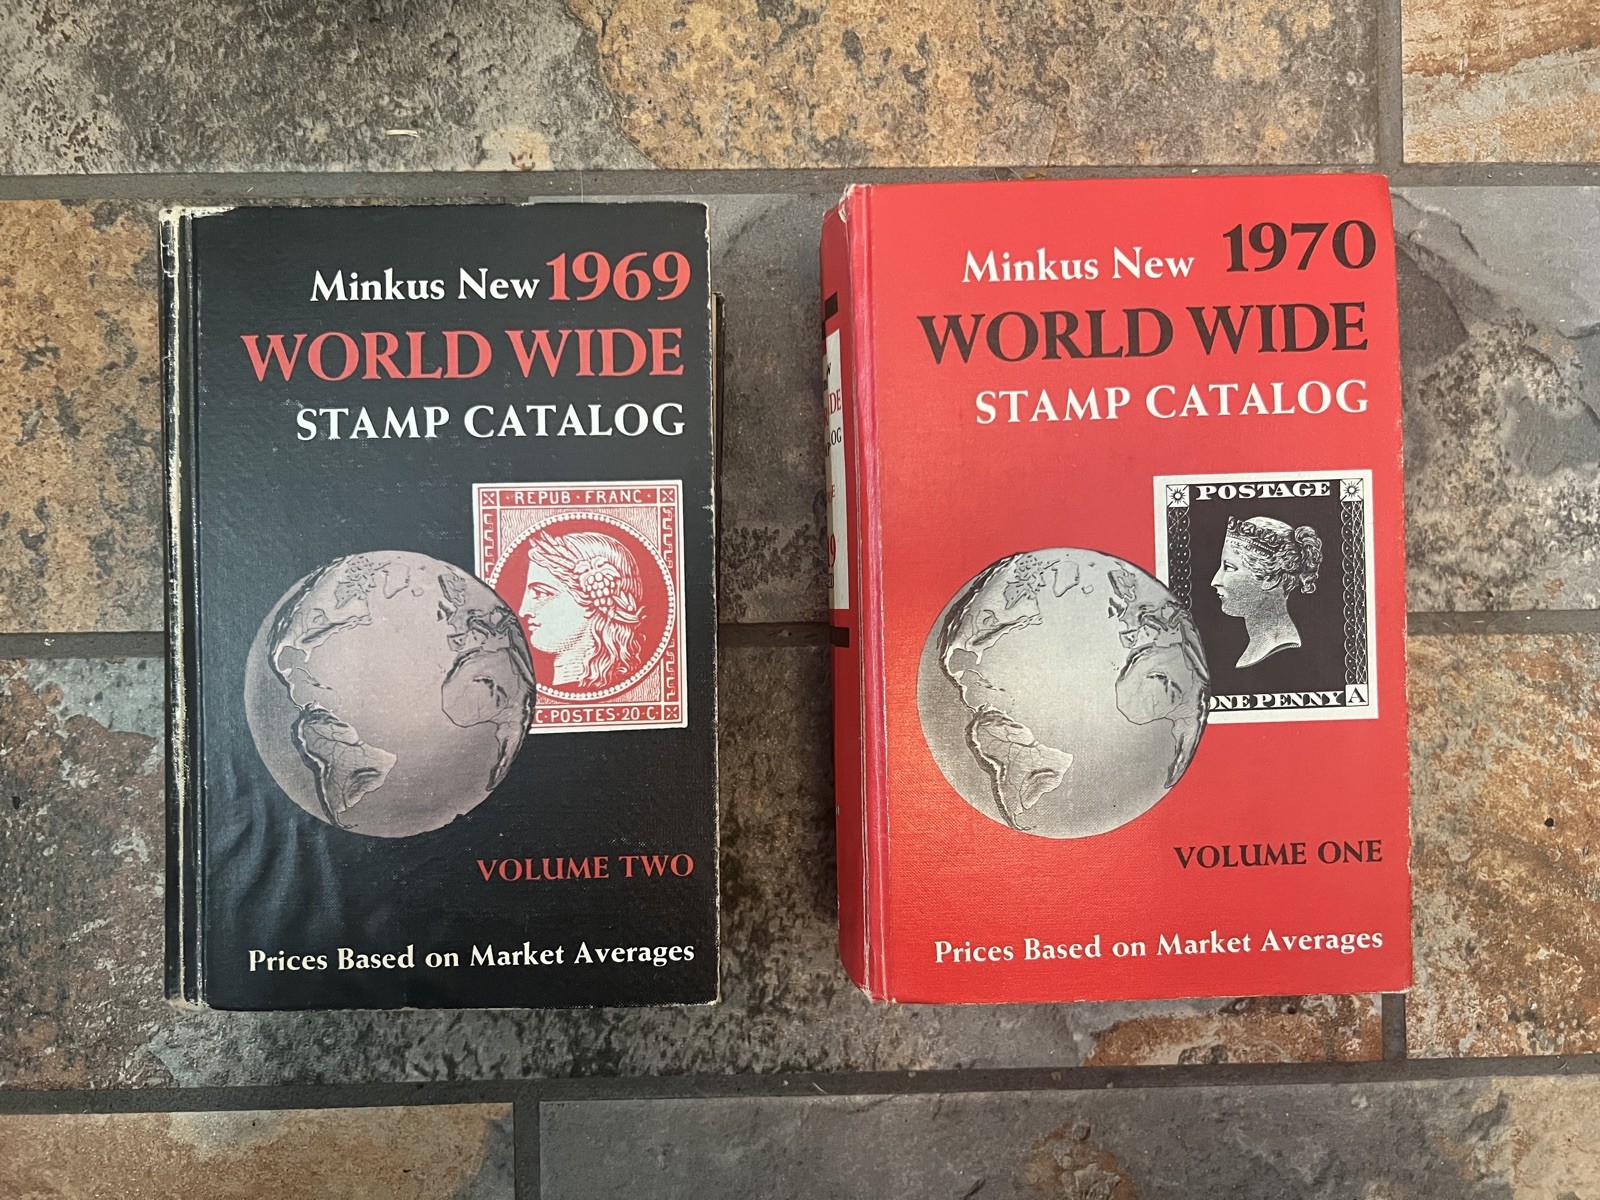 Minkus New 1969
WORLD WIDE
STAMP CATALOG
REPUB · FRANC ·
C · POSTES · 20 · C ·
VOLUME TWO
Prices Based on Market Averages
Minkus New 1970
WORLD WIDE
STAMP CATALOG
POSTAGE
ONE PENNY A
VOLUME ONE
Prices Based on Market Averages